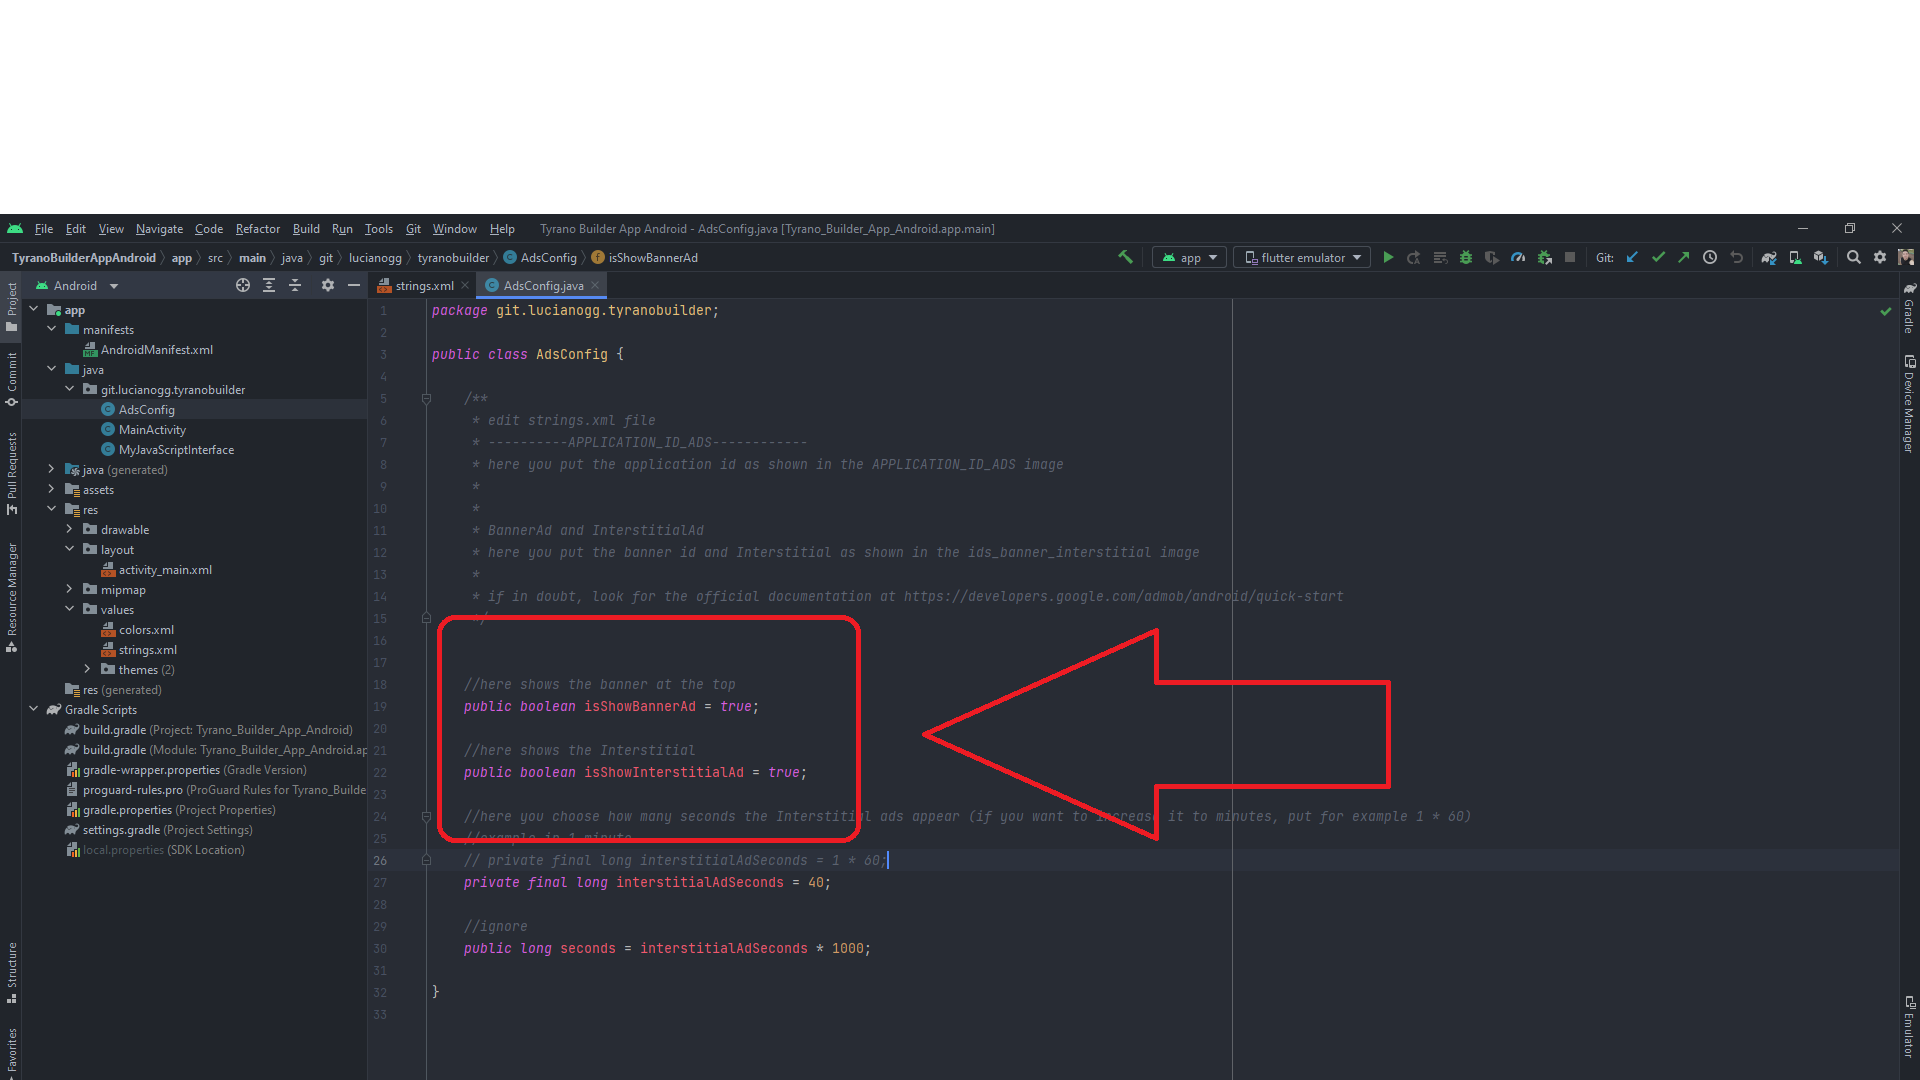 File Edit View Navigate Code Refactor Build Run Tools Git Window Help Tyrano Builder App Android - AdsConfig.java [Tyrano_Builder_App_Android.app.main]
TyranoBuilderAppAndroid app src main java git lucianogg tyranobuilder AdsConfig isShowBannerAd app flutter emulator Git:
Android
strings.xml AdsConfig.java
Project
Commit
Pull Requests
Resource Manager
Structure
Favorites
app
manifests
AndroidManifest.xml
java
git.lucianogg.tyranobuilder
AdsConfig
MainActivity
MyJavaScriptInterface
java (generated)
assets
res
drawable
layout
activity_main.xml
mipmap
values
colors.xml
strings.xml
themes (2)
res (generated)
Gradle Scripts
build.gradle (Project: Tyrano_Builder_App_Android)
build.gradle (Module: Tyrano_Builder_App_Android.ap
gradle-wrapper.properties (Gradle Version)
proguard-rules.pro (ProGuard Rules for Tyrano_Builde
gradle.properties (Project Properties)
settings.gradle (Project Settings)
local.properties (SDK Location)
1 package git.lucianogg.tyranobuilder;
2
3 public class AdsConfig {
4
5 /**
6 * edit strings.xml file
7 * ----------APPLICATION_ID_ADS------------
8 * here you put the application id as shown in the APPLICATION_ID_ADS image
9 *
10 *
11 * BannerAd and InterstitialAd
12 * here you put the banner id and Interstitial as shown in the ids_banner_interstitial image
13 *
14 * if in doubt, look for the official documentation at https://developers.google.com/admob/android/quick-start
15 */
16
17
18 //here shows the banner at the top
19 public boolean isShowBannerAd = true;
20
21 //here shows the Interstitial
22 public boolean isShowInterstitialAd = true;
23
24 //here you choose how many seconds the Interstitial ads appear (if you want to increase it to minutes, put for example 1 * 60)
25 //example in 1 minute
26 // private final long interstitialAdSeconds = 1 * 60;
27 private final long interstitialAdSeconds = 40;
28
29 //ignore
30 public long seconds = interstitialAdSeconds * 1000;
31
32 }
33
Gradle
Device Manager
Emulator